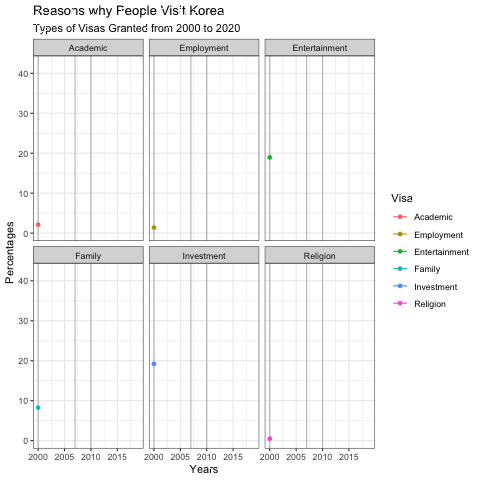 Reasons why People Visit Korea
Types of Visas Granted from 2000 to 2020
Academic Employment Entertainment
40
30
20
10
0
Percentages
Family Investment Religion
40
30
20
10
0
2000 2005 2010 2015 2000 2005 2010 2015 2000 2005 2010 2015
Years
Visa
Academic
Employment
Entertainment
Family
Investment
Religion